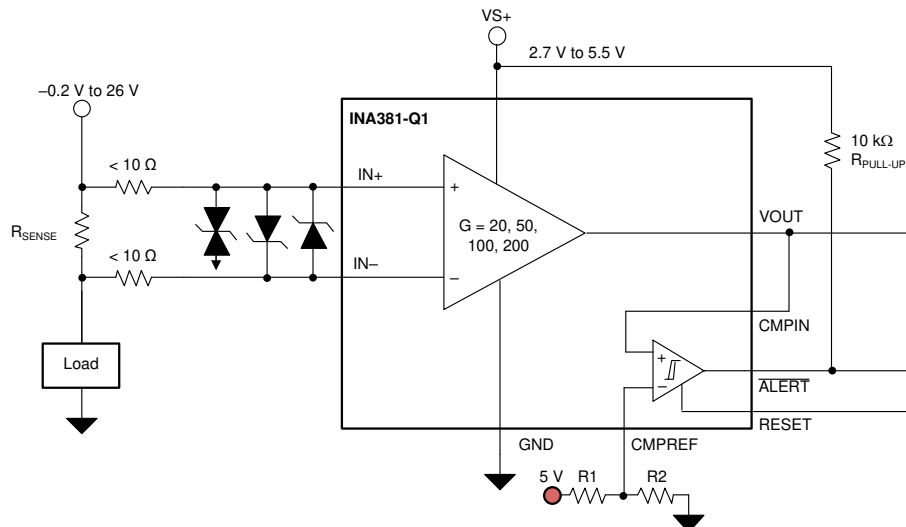 VS+
2.7 V to 5.5 V
–0.2 V to 26 V
INA381-Q1
< 10 Ω
10 kΩ
RPULL-UP
IN+
+
RSENSE
G = 20, 50,
100, 200
VOUT
< 10 Ω
IN–
–
CMPIN
Load
+
–
ALERT
RESET
GND
CMPREF
5 V
R1
R2